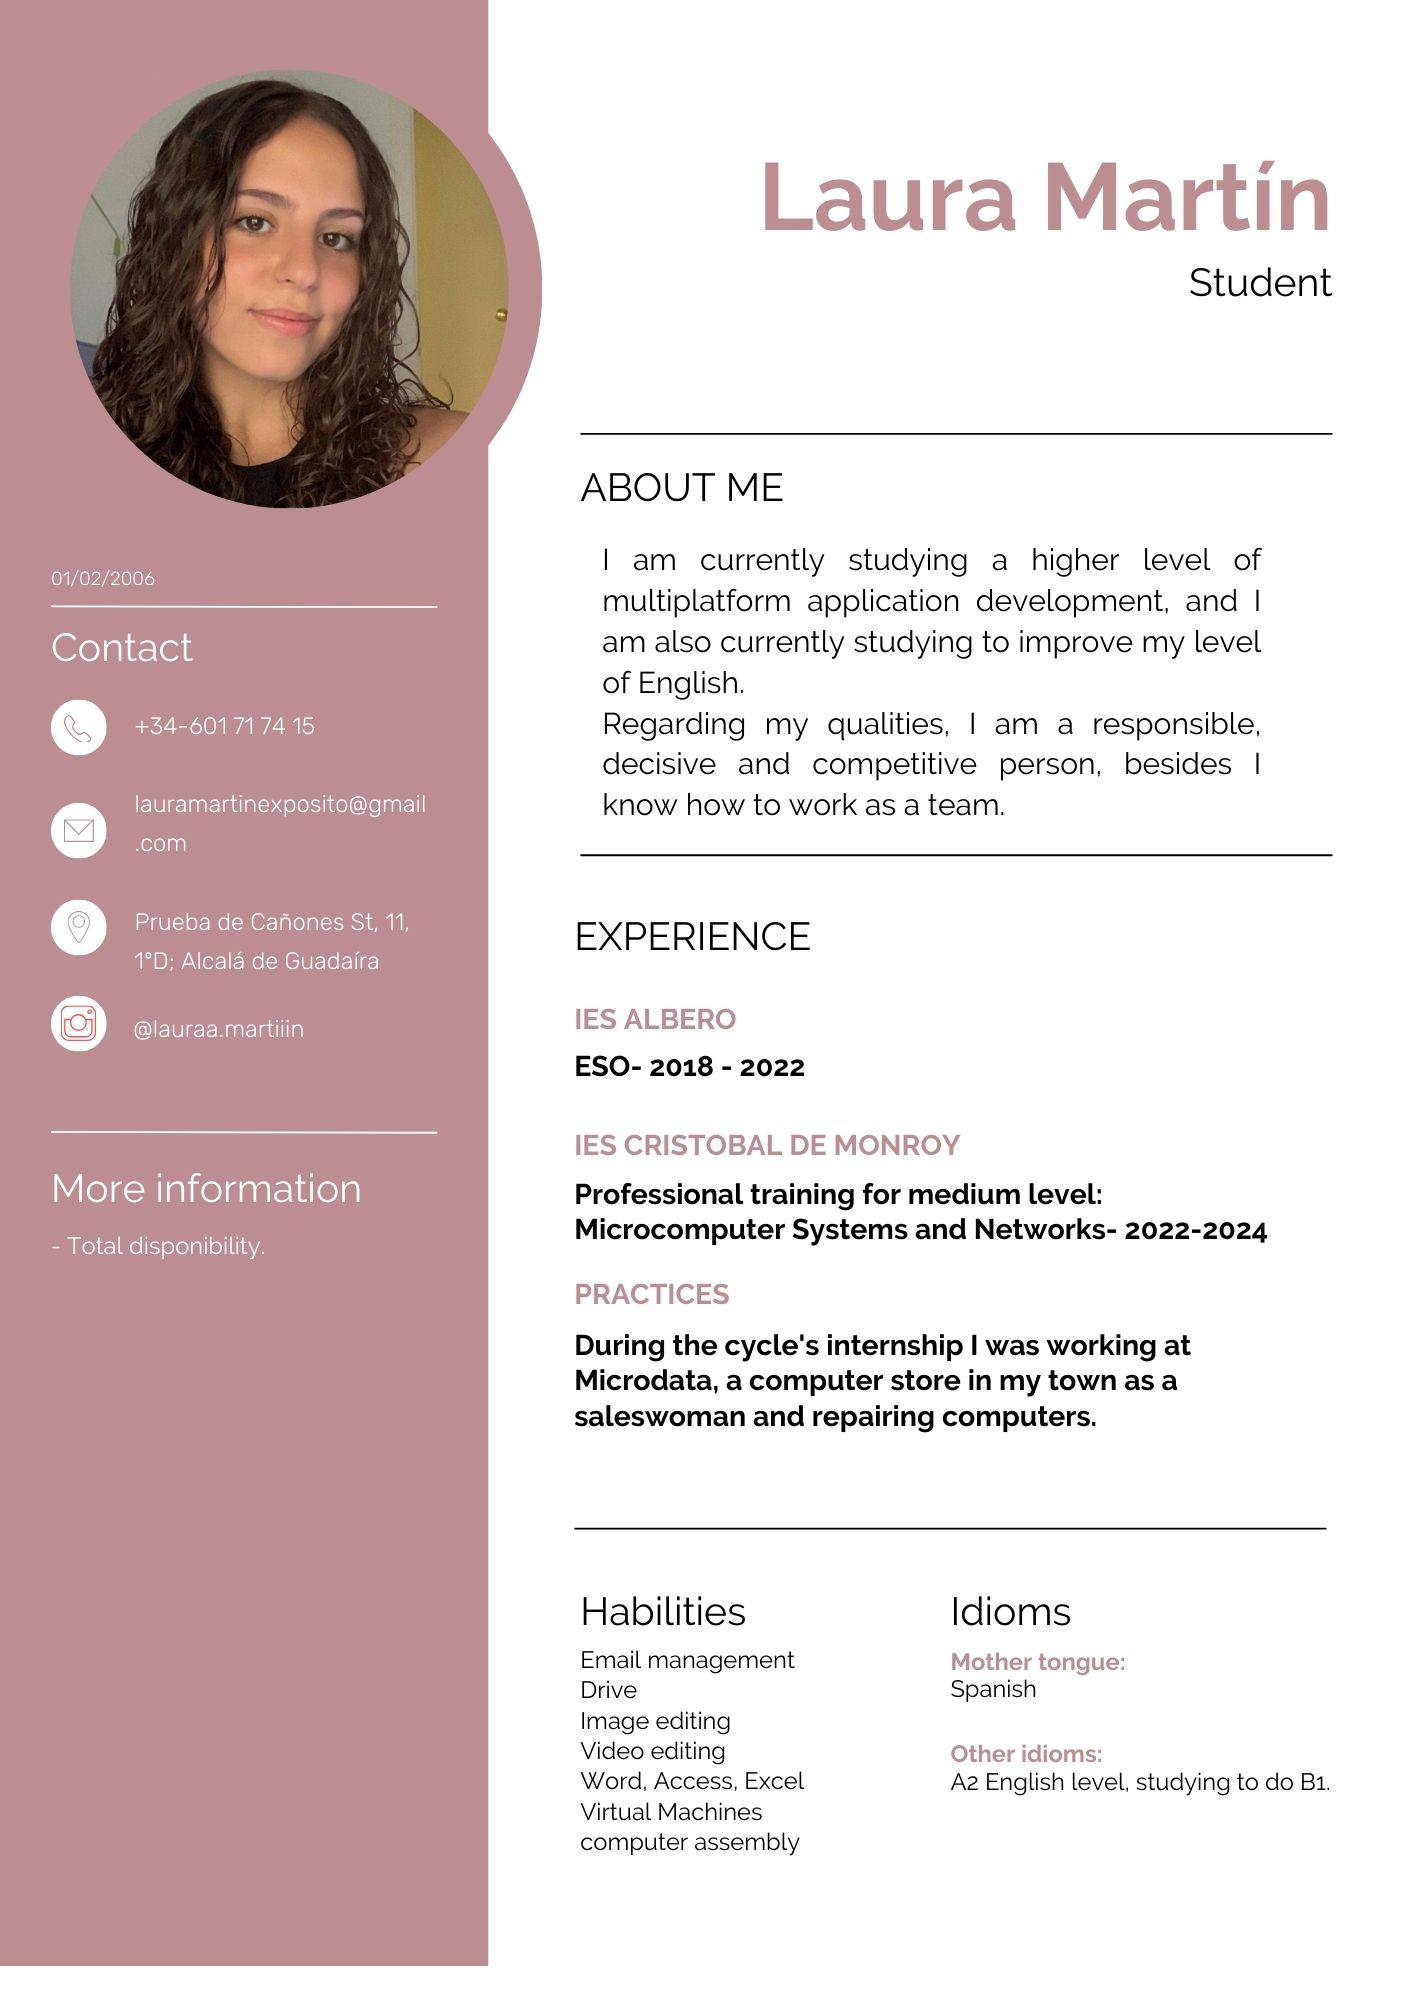 Laura Martín
Student
01/02/2006
Contact
+34-601 71 74 15
lauramartinexposito@gmail
.com
Prueba de Cañones St, 11,
1ºD; Alcalá de Guadaíra
@lauraa.martiiin
More information
- Total disponibility.
ABOUT ME
I am currently studying a higher level of
multiplatform application development, and I
am also currently studying to improve my level
of English.
Regarding my qualities, I am a responsible,
decisive and competitive person, besides I
know how to work as a team.
EXPERIENCE
IES ALBERO
ESO- 2018 - 2022
IES CRISTOBAL DE MONROY
Professional training for medium level:
Microcomputer Systems and Networks- 2022-2024
PRACTICES
During the cycle's internship I was working at
Microdata, a computer store in my town as a
saleswoman and repairing computers.
Habilities
Email management
Drive
Image editing
Video editing
Word, Access, Excel
Virtual Machines
computer assembly
Idioms
Mother tongue:
Spanish
Other idioms:
A2 English level, studying to do B1.